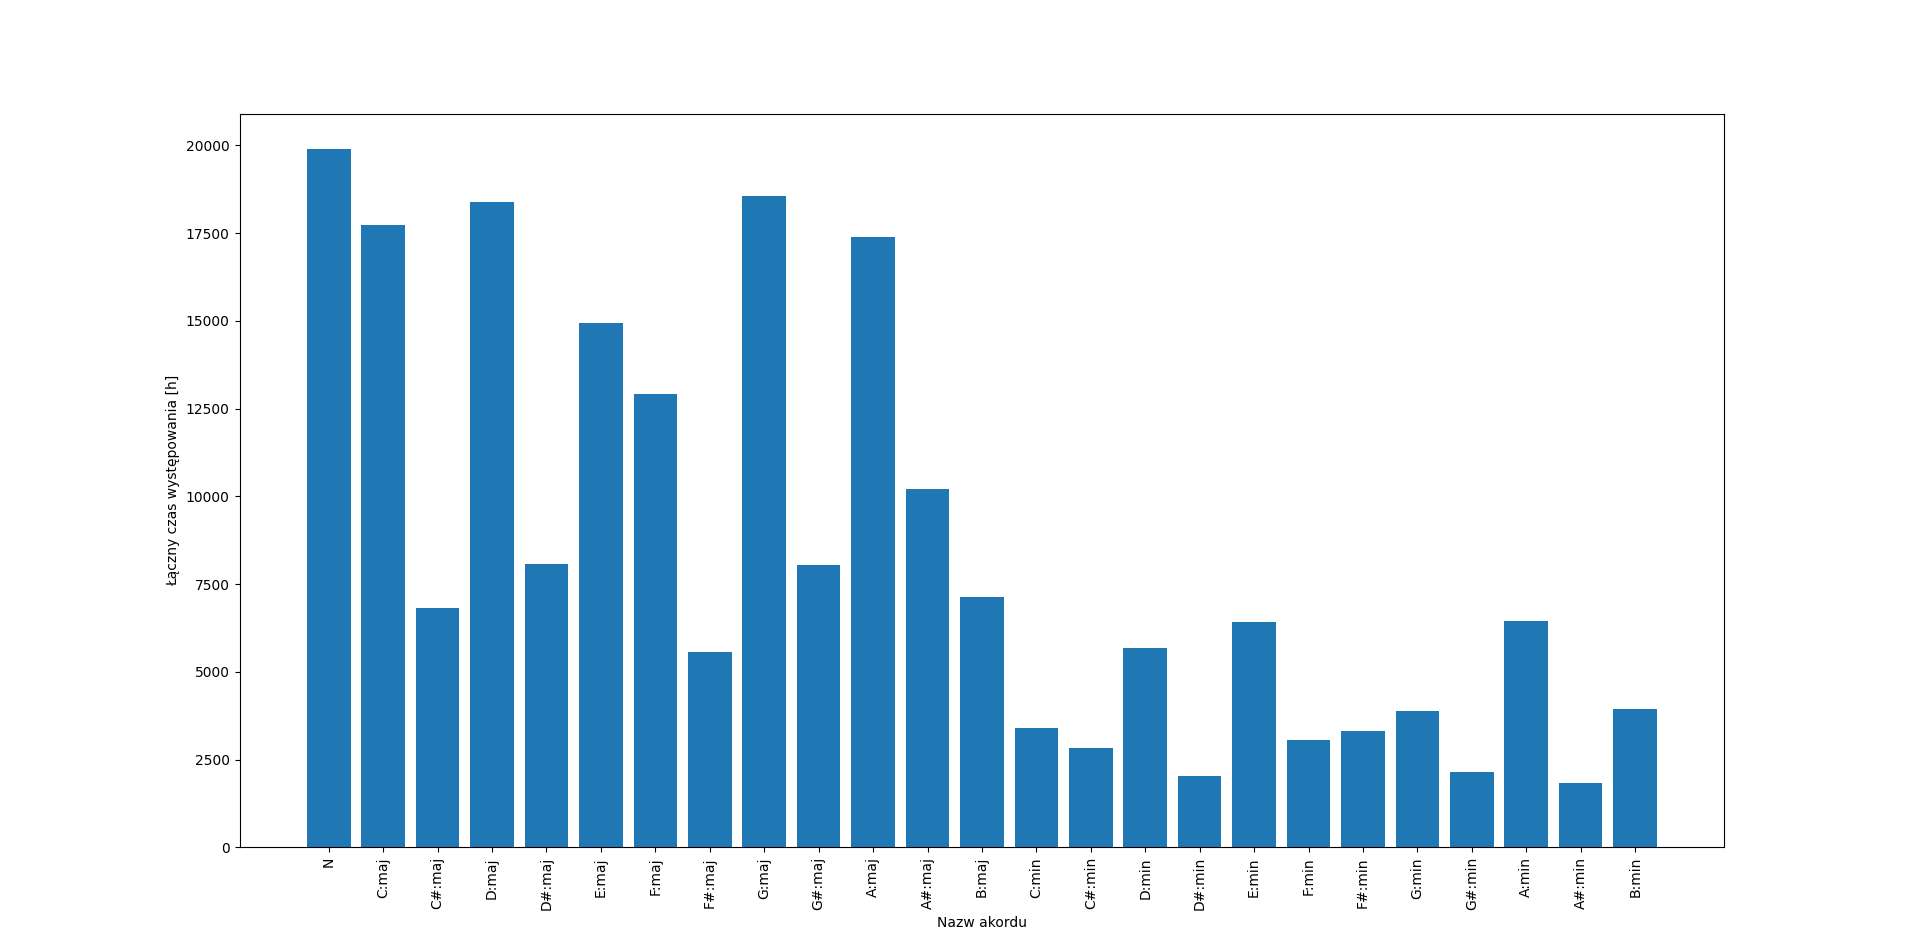 20000
17500
15000
12500
10000
7500
5000
2500
0
Łączny czas występowania [h]
N
C:maj
C#:maj
D:maj
D#:maj
E:maj
F:maj
F#:maj
G:maj
G#:maj
A:maj
A#:maj
B:maj
C:min
C#:min
D:min
D#:min
E:min
F:min
F#:min
G:min
G#:min
A:min
A#:min
B:min
Nazw akordu